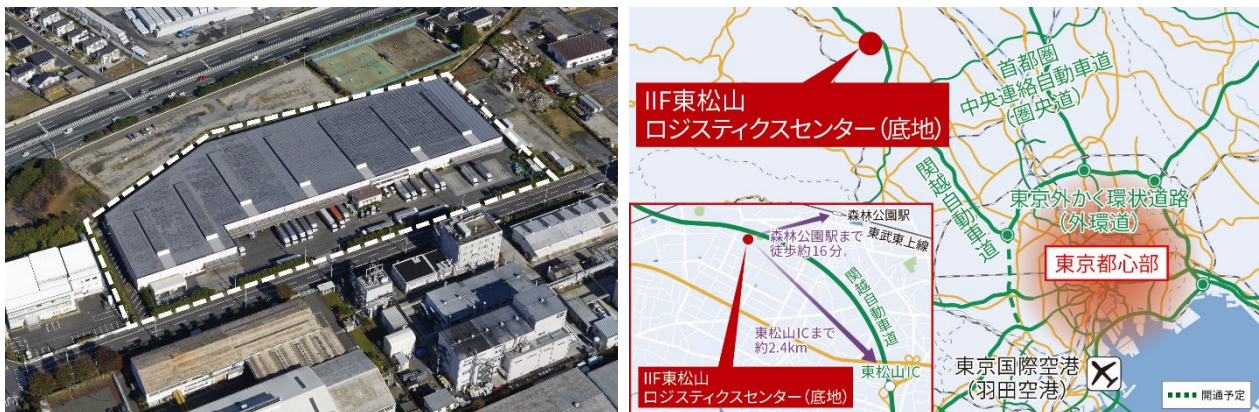 IIF東松山
ロジスティクスセンター(底地)
首都圏
中央連絡自動車道
(圏央道)
関越自動車道
東京外かく環状道路
(外環道)
東京都心部
東京国際空港
(羽田空港)
開通予定
森林公園駅
東武東上線
森林公園駅まで
徒歩約16分
関越自動車道
東松山ICまで
約2.4km
東松山IC
IIF東松山
ロジスティクスセンター(底地)